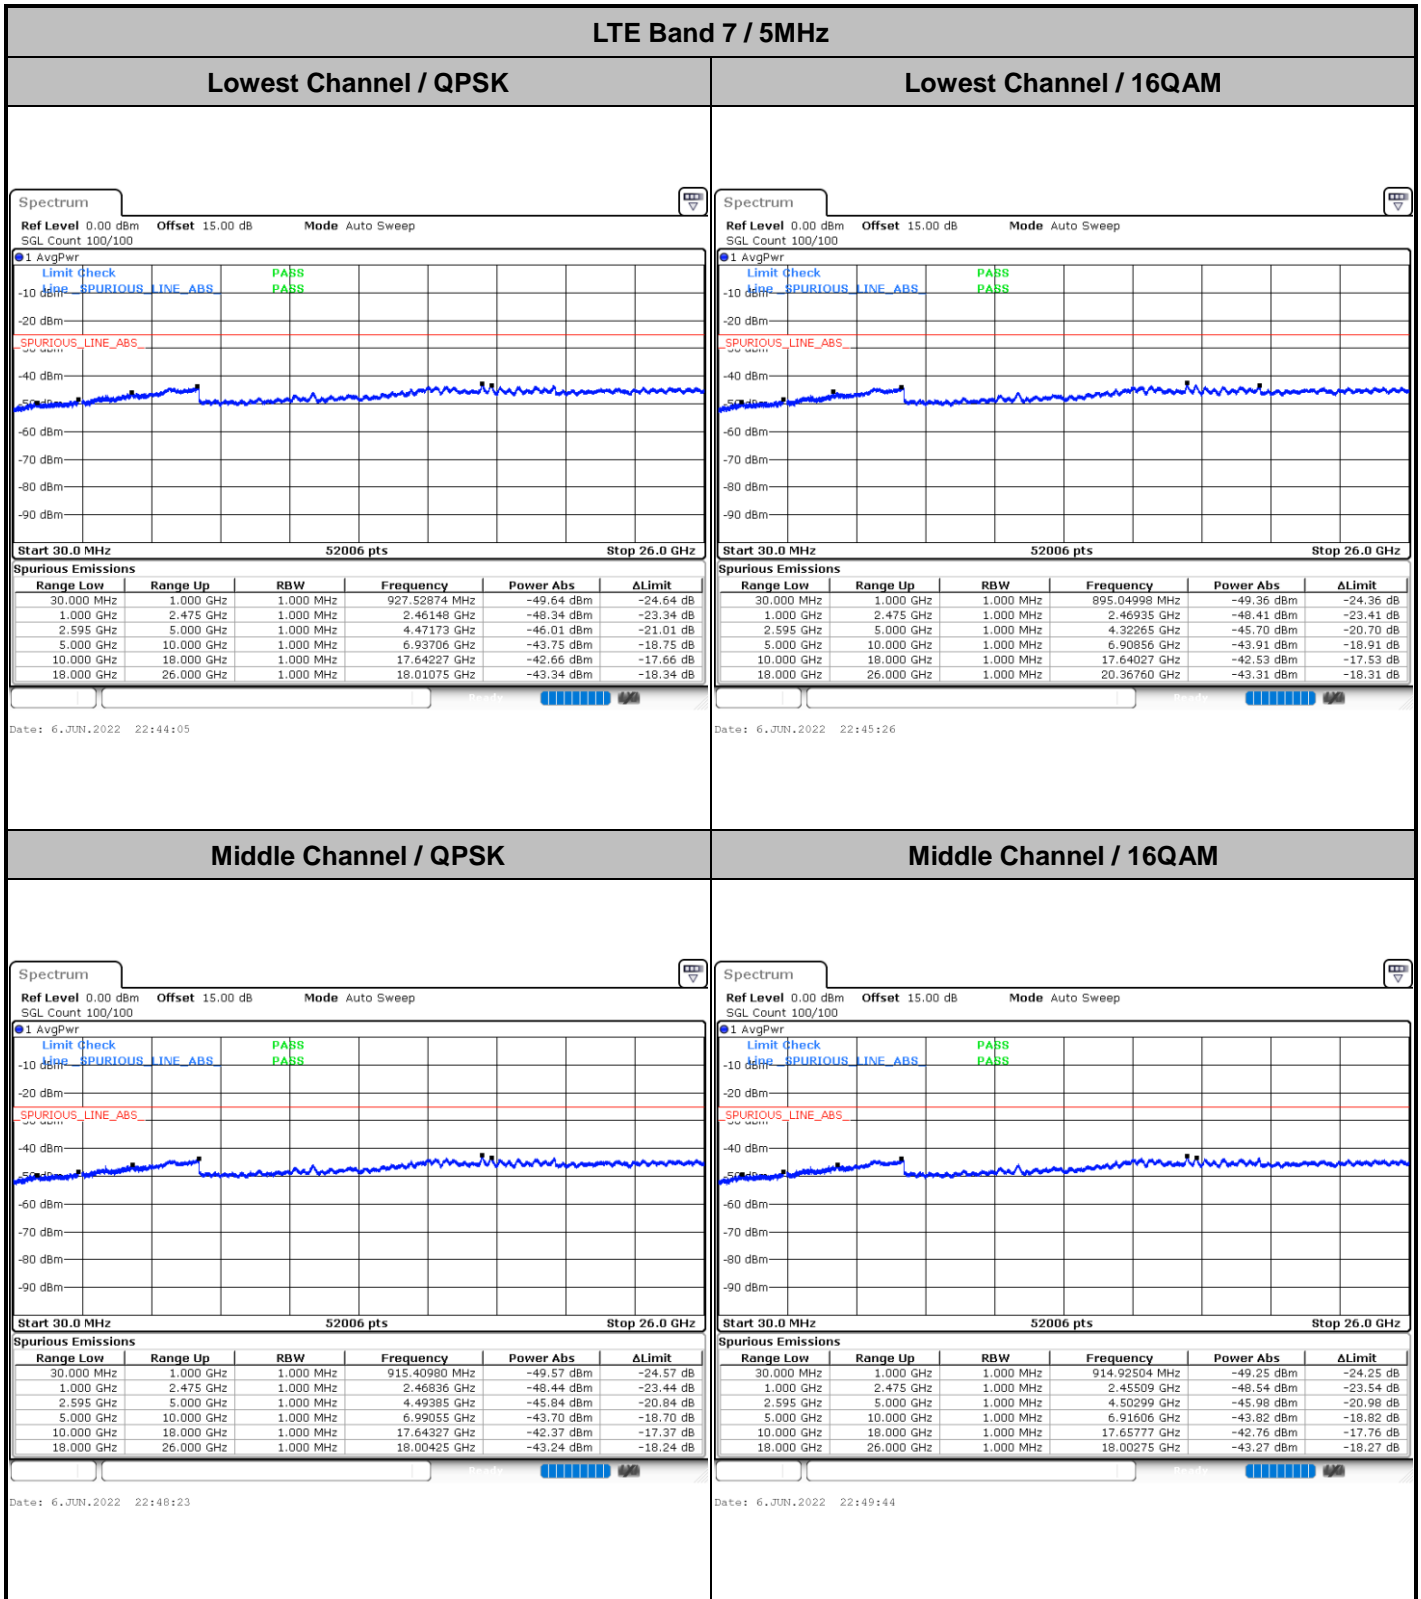 LTE Band 7 / 5MHz
Lowest Channel / QPSK
Lowest Channel / 16QAM
Spectrum
Ref Level 0.00 dBm Offset 15.00 dB Mode Auto Sweep
SGL Count 100/100
1 AvgPwr
Limit Check PASS
Line _SPURIOUS_LINE_ABS_ PASS
-10 dBm
-20 dBm
_SPURIOUS_LINE_ABS_
-30 dBm
-40 dBm
-50 dBm
-60 dBm
-70 dBm
-80 dBm
-90 dBm
Start 30.0 MHz 52006 pts Stop 26.0 GHz
Spurious Emissions
Range Low Range Up RBW Frequency Power Abs ΔLimit
30.000 MHz 1.000 GHz 1.000 MHz 927.52874 MHz -49.64 dBm -24.64 dB
1.000 GHz 2.475 GHz 1.000 MHz 2.46148 GHz -48.34 dBm -23.34 dB
2.595 GHz 5.000 GHz 1.000 MHz 4.47173 GHz -46.01 dBm -21.01 dB
5.000 GHz 10.000 GHz 1.000 MHz 6.93706 GHz -43.75 dBm -18.75 dB
10.000 GHz 18.000 GHz 1.000 MHz 17.64227 GHz -42.66 dBm -17.66 dB
18.000 GHz 26.000 GHz 1.000 MHz 18.01075 GHz -43.34 dBm -18.34 dB
Ready
Date: 6.JUN.2022 22:44:05
Spectrum
Ref Level 0.00 dBm Offset 15.00 dB Mode Auto Sweep
SGL Count 100/100
1 AvgPwr
Limit Check PASS
Line _SPURIOUS_LINE_ABS_ PASS
-10 dBm
-20 dBm
_SPURIOUS_LINE_ABS_
-30 dBm
-40 dBm
-50 dBm
-60 dBm
-70 dBm
-80 dBm
-90 dBm
Start 30.0 MHz 52006 pts Stop 26.0 GHz
Spurious Emissions
Range Low Range Up RBW Frequency Power Abs ΔLimit
30.000 MHz 1.000 GHz 1.000 MHz 895.04998 MHz -49.36 dBm -24.36 dB
1.000 GHz 2.475 GHz 1.000 MHz 2.46935 GHz -48.41 dBm -23.41 dB
2.595 GHz 5.000 GHz 1.000 MHz 4.32265 GHz -45.70 dBm -20.70 dB
5.000 GHz 10.000 GHz 1.000 MHz 6.90856 GHz -43.91 dBm -18.91 dB
10.000 GHz 18.000 GHz 1.000 MHz 17.64027 GHz -42.53 dBm -17.53 dB
18.000 GHz 26.000 GHz 1.000 MHz 20.36760 GHz -43.31 dBm -18.31 dB
Ready
Date: 6.JUN.2022 22:45:26
Middle Channel / QPSK
Middle Channel / 16QAM
Spectrum
Ref Level 0.00 dBm Offset 15.00 dB Mode Auto Sweep
SGL Count 100/100
1 AvgPwr
Limit Check PASS
Line _SPURIOUS_LINE_ABS_ PASS
-10 dBm
-20 dBm
_SPURIOUS_LINE_ABS_
-30 dBm
-40 dBm
-50 dBm
-60 dBm
-70 dBm
-80 dBm
-90 dBm
Start 30.0 MHz 52006 pts Stop 26.0 GHz
Spurious Emissions
Range Low Range Up RBW Frequency Power Abs ΔLimit
30.000 MHz 1.000 GHz 1.000 MHz 915.40980 MHz -49.57 dBm -24.57 dB
1.000 GHz 2.475 GHz 1.000 MHz 2.46836 GHz -48.44 dBm -23.44 dB
2.595 GHz 5.000 GHz 1.000 MHz 4.49385 GHz -45.84 dBm -20.84 dB
5.000 GHz 10.000 GHz 1.000 MHz 6.99055 GHz -43.70 dBm -18.70 dB
10.000 GHz 18.000 GHz 1.000 MHz 17.64327 GHz -42.37 dBm -17.37 dB
18.000 GHz 26.000 GHz 1.000 MHz 18.00425 GHz -43.24 dBm -18.24 dB
Ready
Date: 6.JUN.2022 22:48:23
Spectrum
Ref Level 0.00 dBm Offset 15.00 dB Mode Auto Sweep
SGL Count 100/100
1 AvgPwr
Limit Check PASS
Line _SPURIOUS_LINE_ABS_ PASS
-10 dBm
-20 dBm
_SPURIOUS_LINE_ABS_
-30 dBm
-40 dBm
-50 dBm
-60 dBm
-70 dBm
-80 dBm
-90 dBm
Start 30.0 MHz 52006 pts Stop 26.0 GHz
Spurious Emissions
Range Low Range Up RBW Frequency Power Abs ΔLimit
30.000 MHz 1.000 GHz 1.000 MHz 914.92504 MHz -49.25 dBm -24.25 dB
1.000 GHz 2.475 GHz 1.000 MHz 2.45509 GHz -48.54 dBm -23.54 dB
2.595 GHz 5.000 GHz 1.000 MHz 4.50299 GHz -45.98 dBm -20.98 dB
5.000 GHz 10.000 GHz 1.000 MHz 6.91606 GHz -43.82 dBm -18.82 dB
10.000 GHz 18.000 GHz 1.000 MHz 17.65777 GHz -42.76 dBm -17.76 dB
18.000 GHz 26.000 GHz 1.000 MHz 18.00275 GHz -43.27 dBm -18.27 dB
Ready
Date: 6.JUN.2022 22:49:44